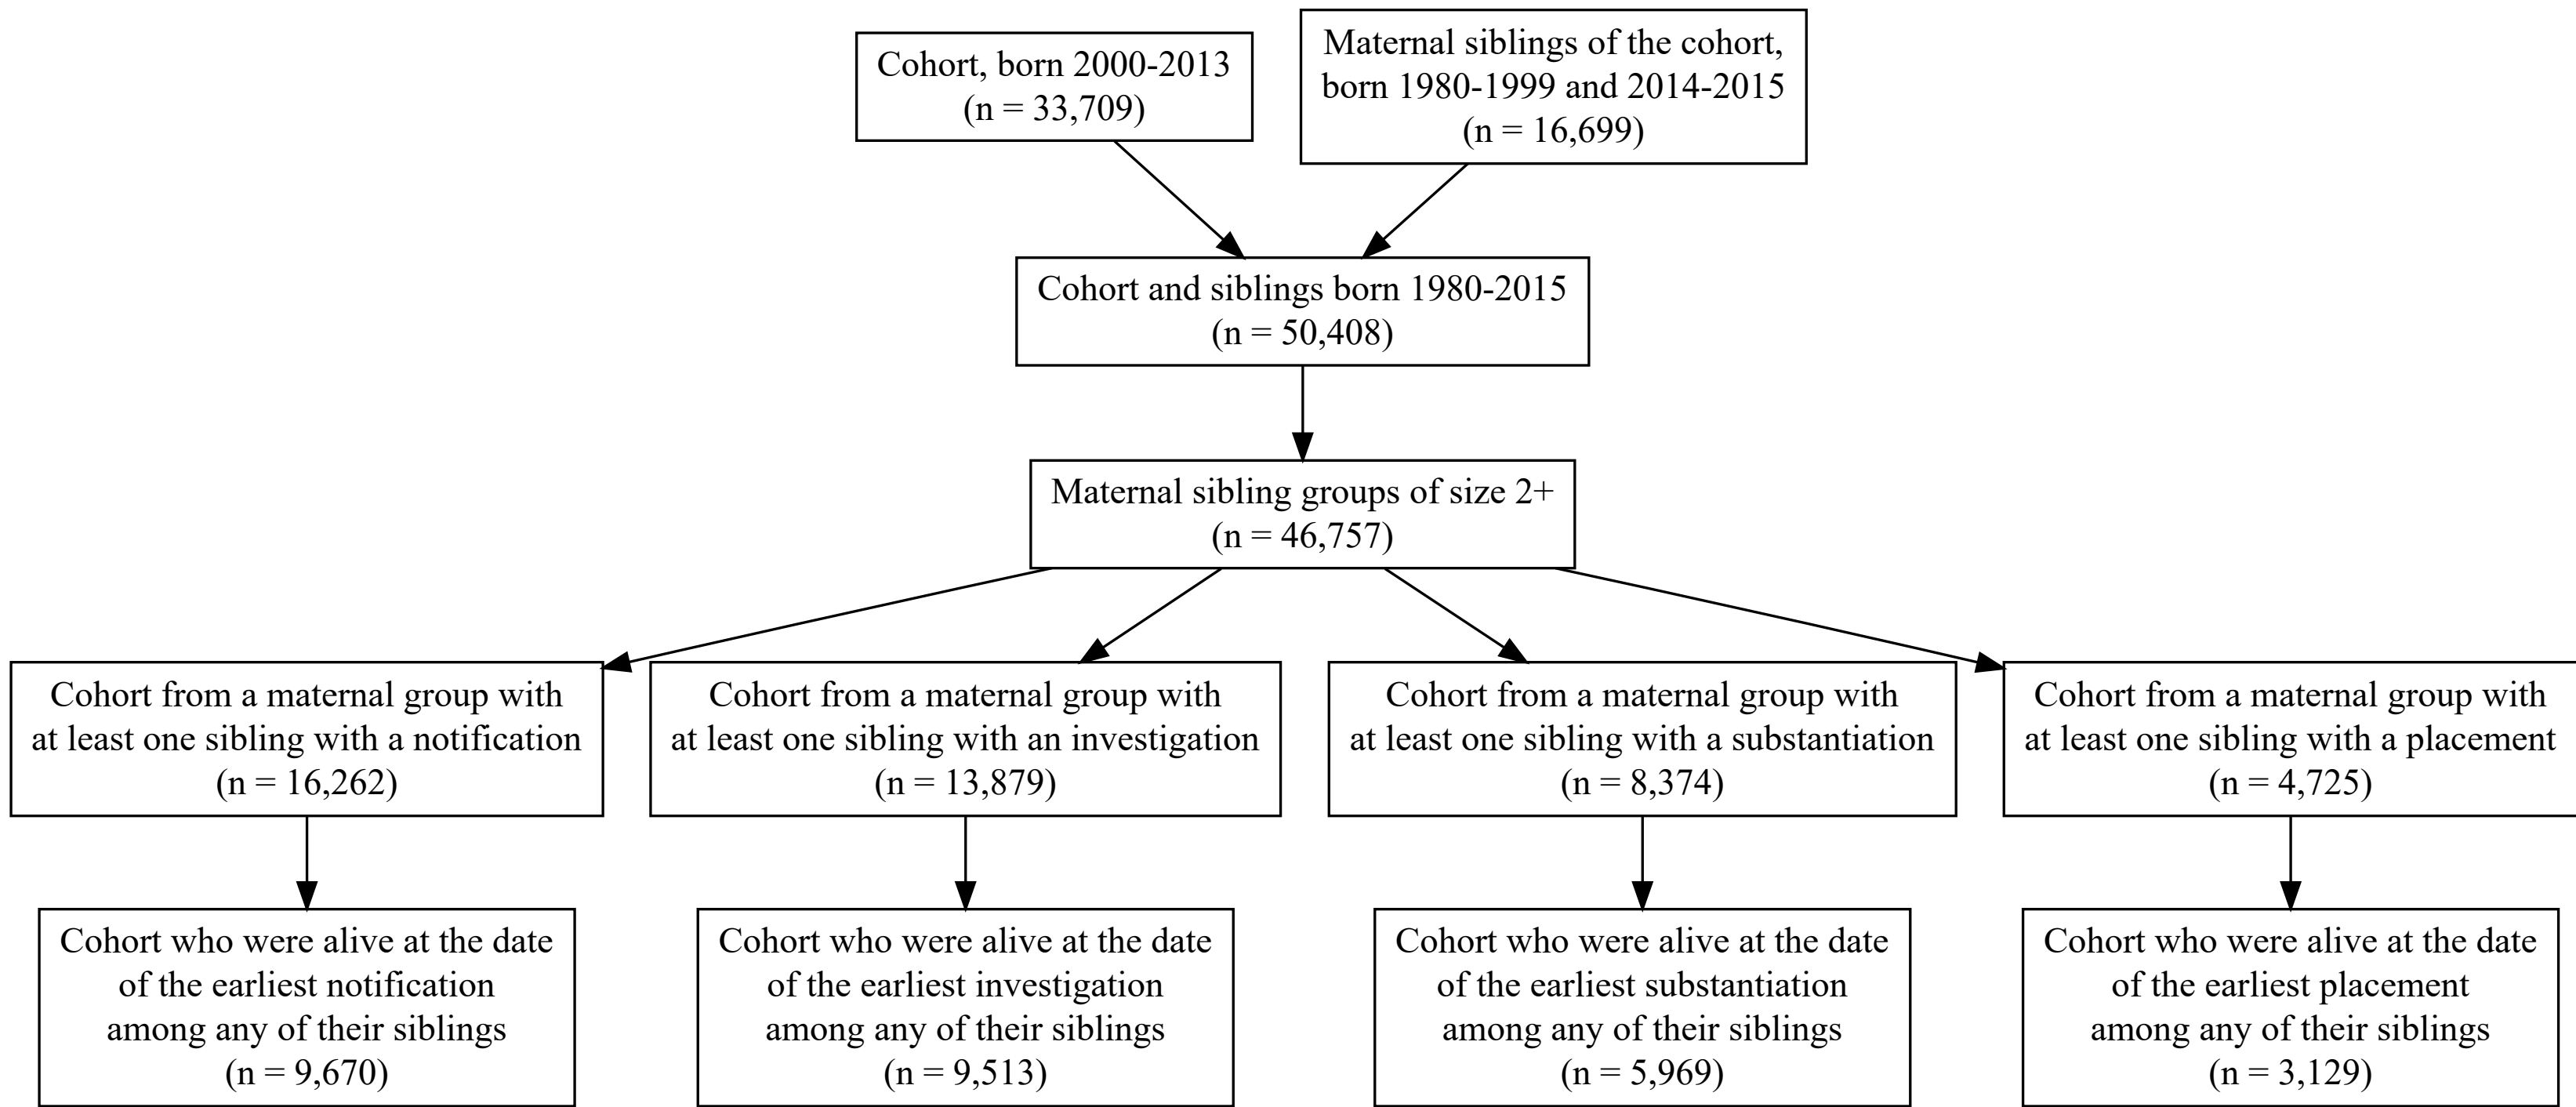 Cohort, born 2000-2013
(n = 33,709)
Maternal siblings of the cohort,
born 1980-1999 and 2014-2015
(n = 16,699)
Cohort and siblings born 1980-2015
(n = 50,408)
Maternal sibling groups of size 2+
(n = 46,757)
Cohort from a maternal group with
at least one sibling with a notification
(n = 16,262)
Cohort from a maternal group with
at least one sibling with an investigation
(n = 13,879)
Cohort from a maternal group with
at least one sibling with a substantiation
(n = 8,374)
Cohort from a maternal group with
at least one sibling with a placement
(n = 4,725)
Cohort who were alive at the date
of the earliest notification
among any of their siblings
(n = 9,670)
Cohort who were alive at the date
of the earliest investigation
among any of their siblings
(n = 9,513)
Cohort who were alive at the date
of the earliest substantiation
among any of their siblings
(n = 5,969)
Cohort who were alive at the date
of the earliest placement
among any of their siblings
(n = 3,129)